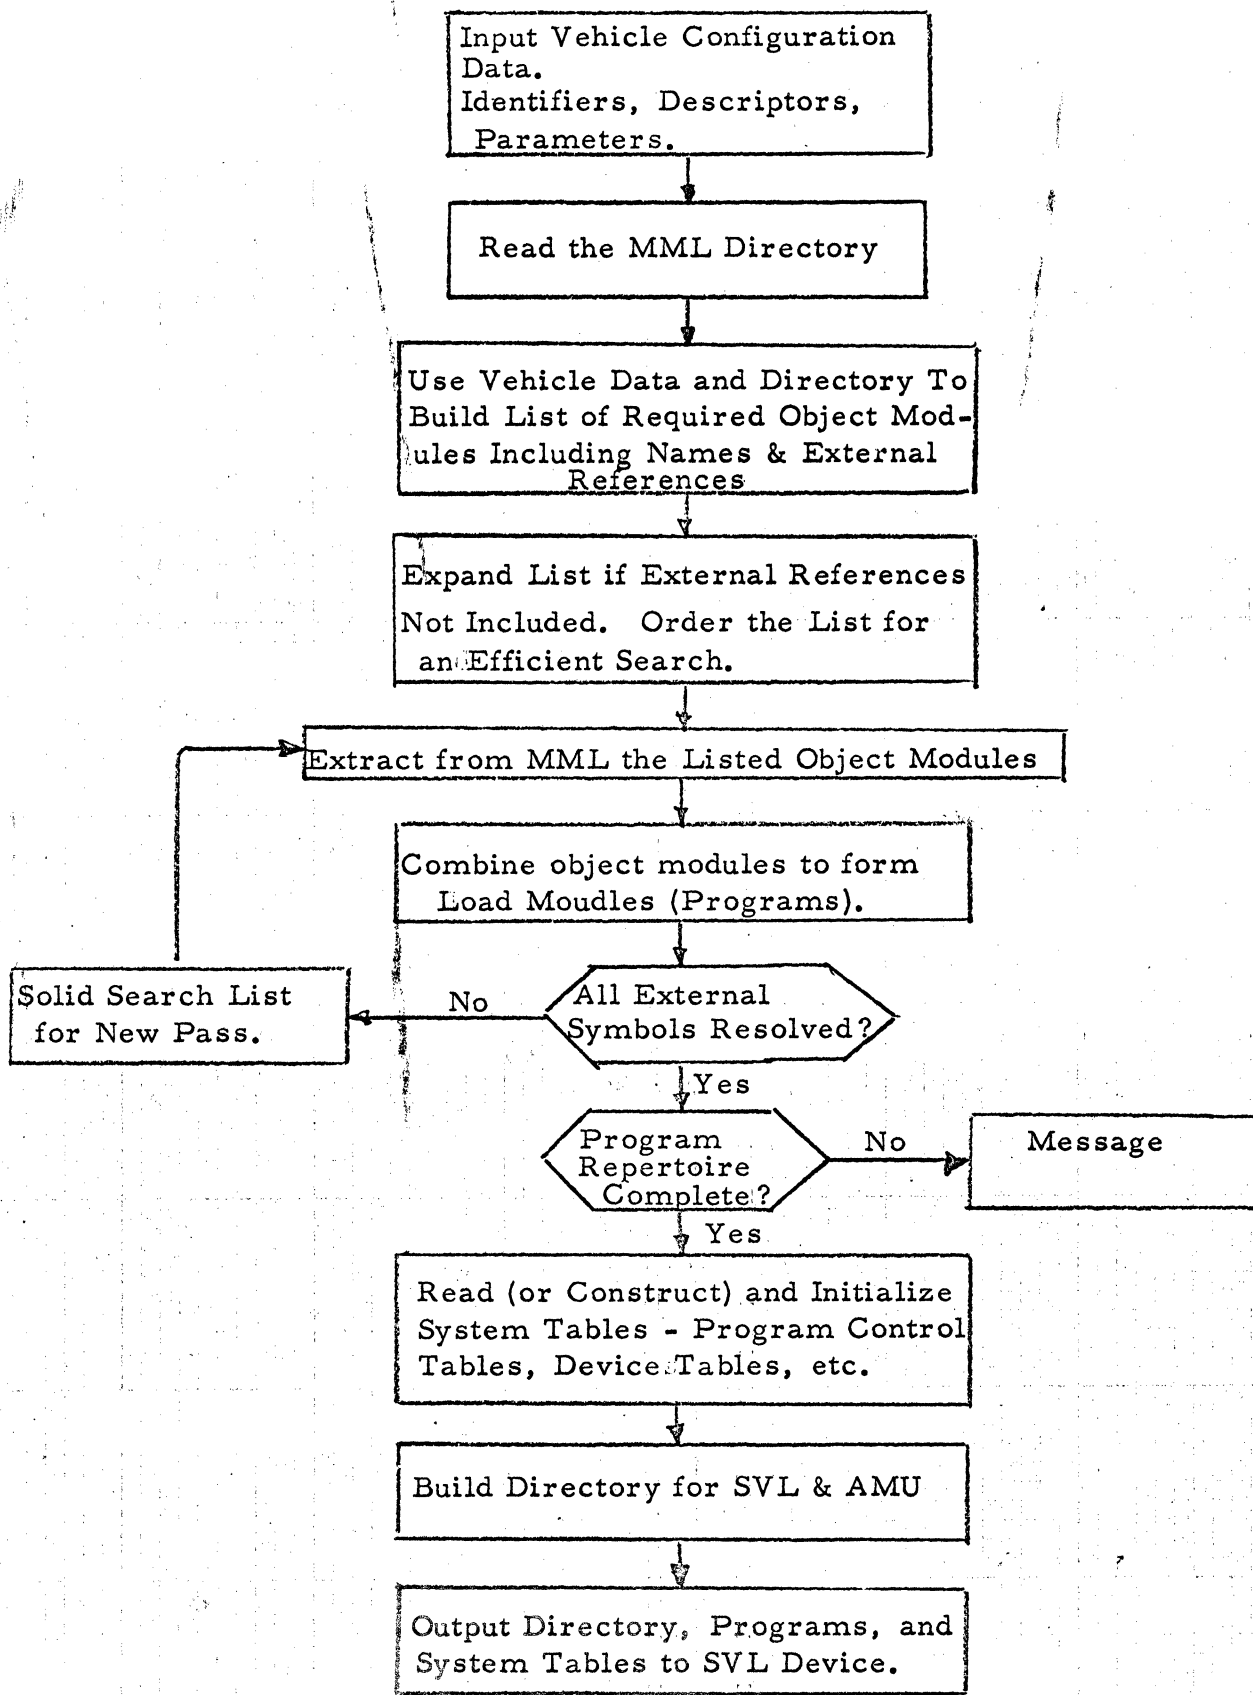 Input Vehicle Configuration
Data.
Identifiers, Descriptors,
Parameters.
Read the MML Directory
Use Vehicle Data and Directory To
Build List of Required Object Mod-
ules Including Names & External
References
Expand List if External References
Not Included. Order the List for
an Efficient Search.
Extract from MML the Listed Object Modules
Combine object modules to form
Load Moudles (Programs).
All External
Symbols Resolved?
No
Solid Search List
for New Pass.
Yes
Program
Repertoire
Complete?
No
Message
Yes
Read (or Construct) and Initialize
System Tables - Program Control
Tables, Device Tables, etc.
Build Directory for SVL & AMU
Output Directory, Programs, and
System Tables to SVL Device.